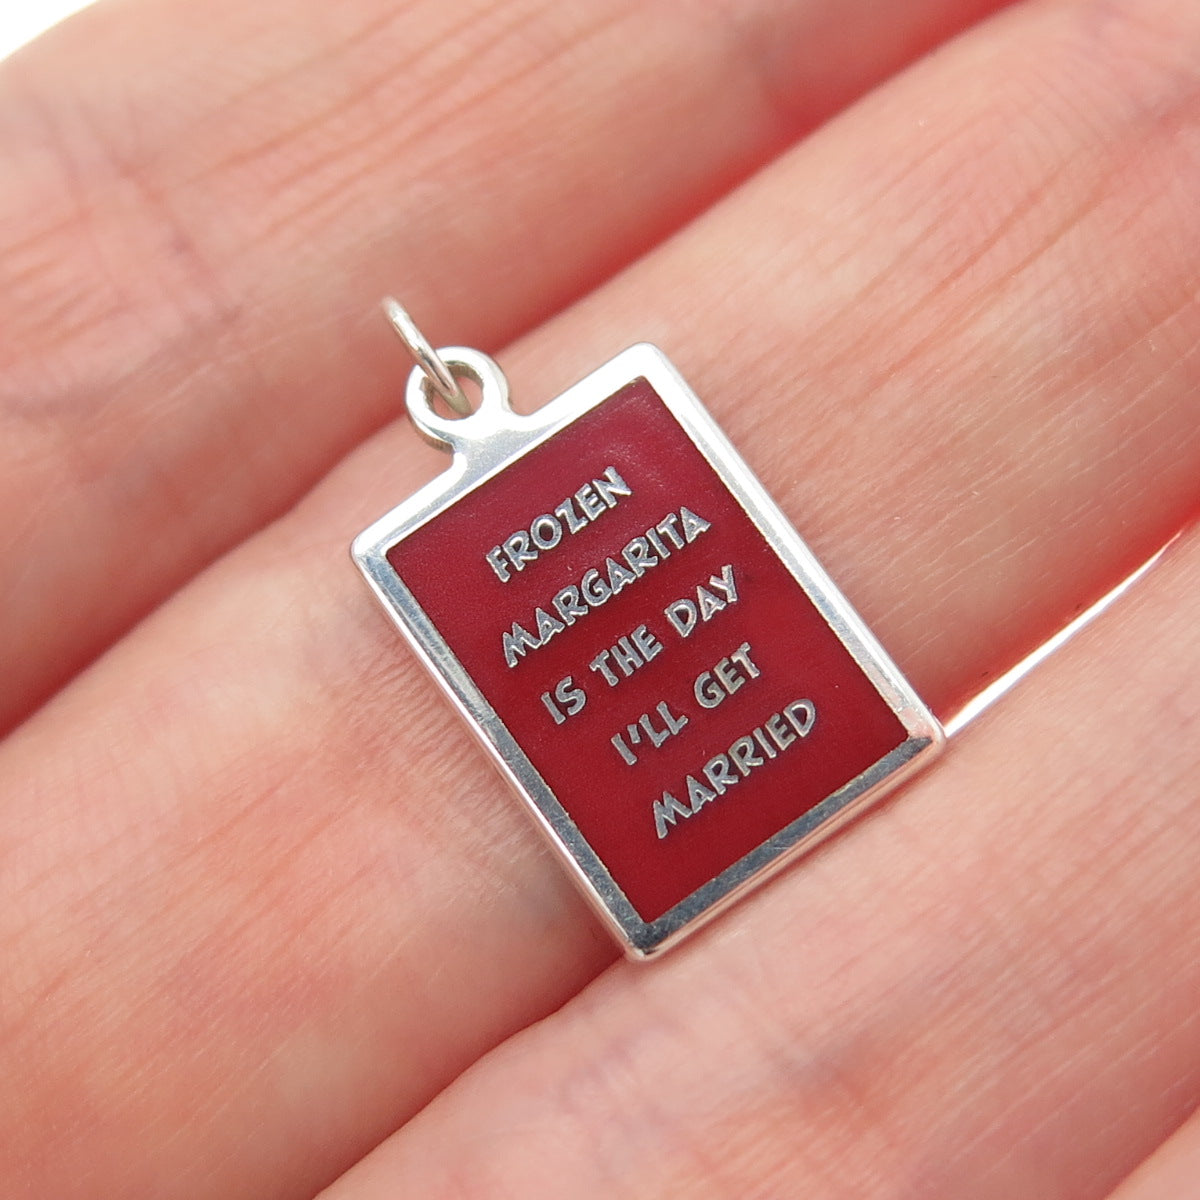 FROZEN
MARGARITA
IS THE DAY
I'LL GET
MARRIED